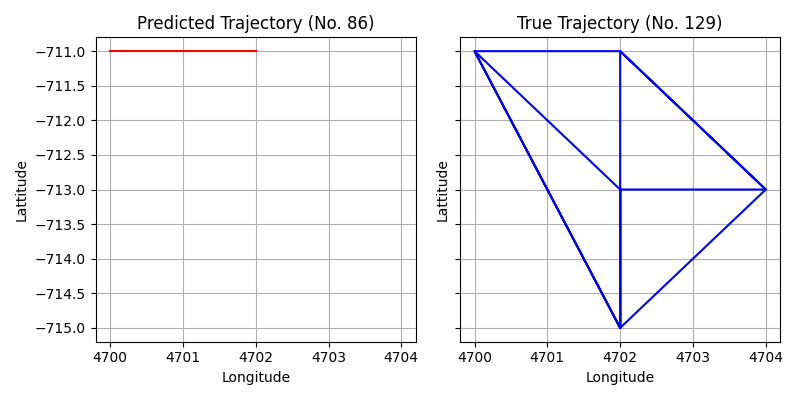 Predicted Trajectory (No. 86)
True Trajectory (No. 129)
−711.0
−711.5
−712.0
−712.5
−713.0
−713.5
−714.0
−714.5
−715.0
Lattitude
Lattitude
4700 4701 4702 4703 4704
4700 4701 4702 4703 4704
Longitude
Longitude